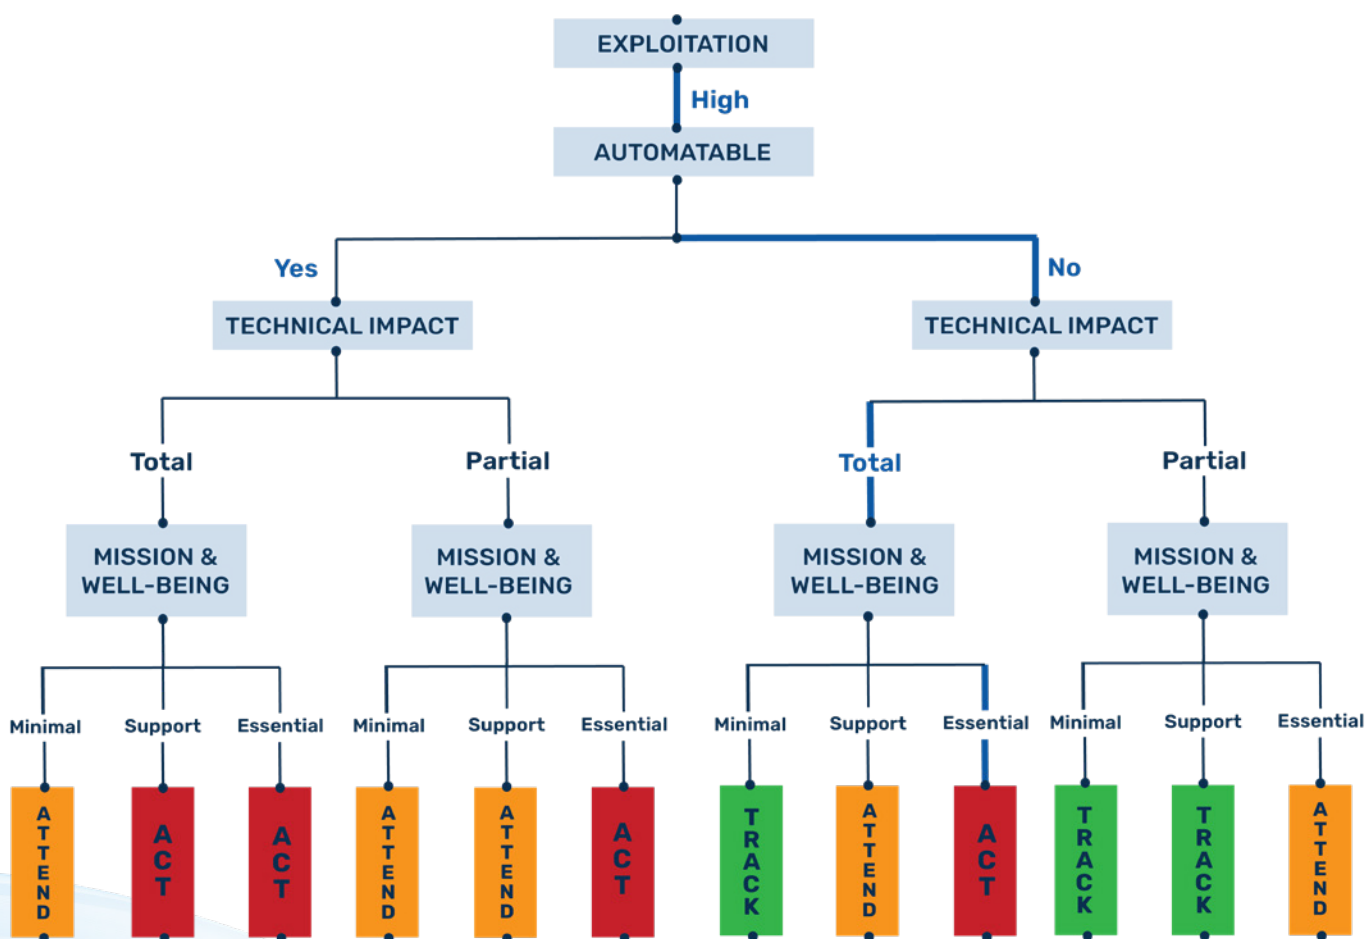 EXPLOITATION
High
AUTOMATABLE
Yes
No
TECHNICAL IMPACT
TECHNICAL IMPACT
Total
Partial
Total
Partial
MISSION &
WELL-BEING
MISSION &
WELL-BEING
MISSION &
WELL-BEING
MISSION &
WELL-BEING
Minimal
Support
Essential
Minimal
Support
Essential
Minimal
Support
Essential
Minimal
Support
Essential
ATTEND
ACT
ACT
ATTEND
ATTEND
ACT
TRACK
ATTEND
ACT
TRACK
TRACK
ATTEND